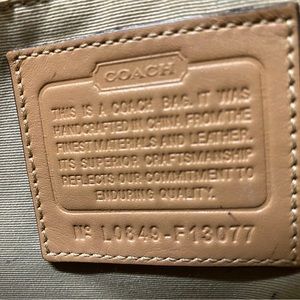 COACH
THIS IS A COACH BAG. IT WAS
HANDCRAFTED IN CHINA FROM THE
FINEST MATERIALS AND LEATHER.
ITS SUPERIOR CRAFTSMANSHIP
REFLECTS OUR COMMITMENT TO
ENDURING QUALITY.
Nº L0849-F13077